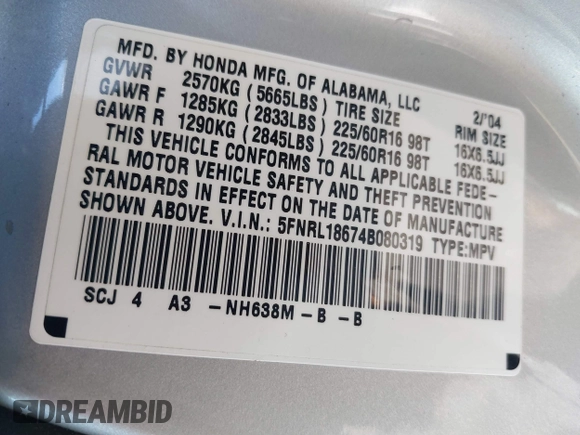 MFD. BY HONDA MFG. OF ALABAMA, LLC 2/'04
GVWR 2570KG (5665LBS) TIRE SIZE RIM SIZE
GAWR F 1285KG (2833LBS) 225/60R16 98T 16X6.5JJ
GAWR R 1290KG (2845LBS) 225/60R16 98T 16X6.5JJ
THIS VEHICLE CONFORMS TO ALL APPLICABLE FEDE-
RAL MOTOR VEHICLE SAFETY AND THEFT PREVENTION
STANDARDS IN EFFECT ON THE DATE OF MANUFACTURE
SHOWN ABOVE. V.I.N.: 5FNRL18674B080319 TYPE:MPV
SCJ 4 A3 -NH638M-B -B
DREAMBID